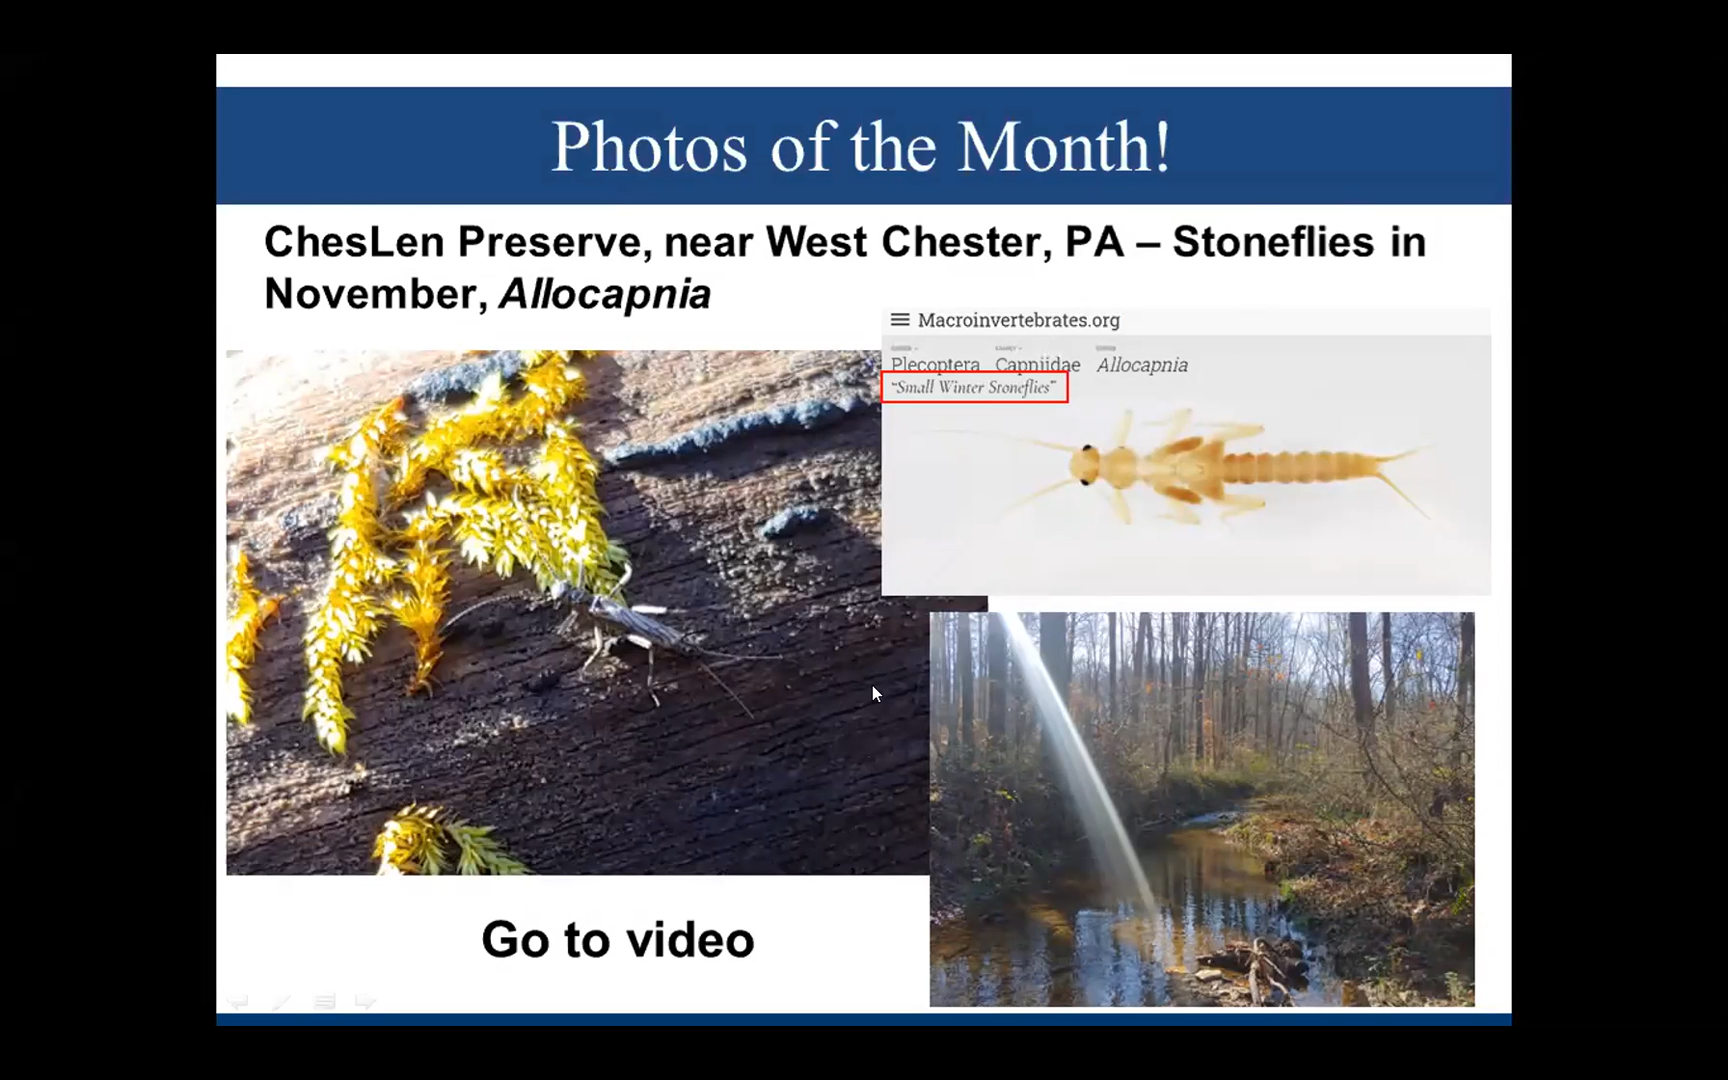 Photos of the Month!
ChesLen Preserve, near West Chester, PA – Stoneflies in
November, Allocapnia
Macroinvertebrates.org
Plecoptera Capniidae Allocapnia
"Small Winter Stoneflies"
Go to video